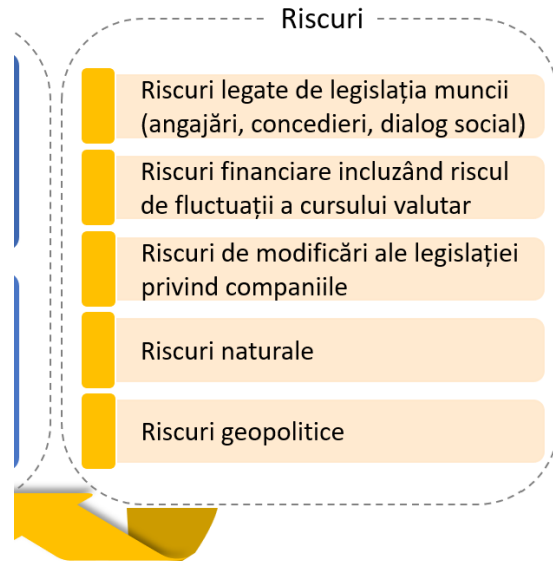 Riscuri
Riscuri legate de legislația muncii
(angajări, concedieri, dialog social)
Riscuri financiare incluzând riscul
de fluctuații a cursului valutar
Riscuri de modificări ale legislației
privind companiile
Riscuri naturale
Riscuri geopolitice